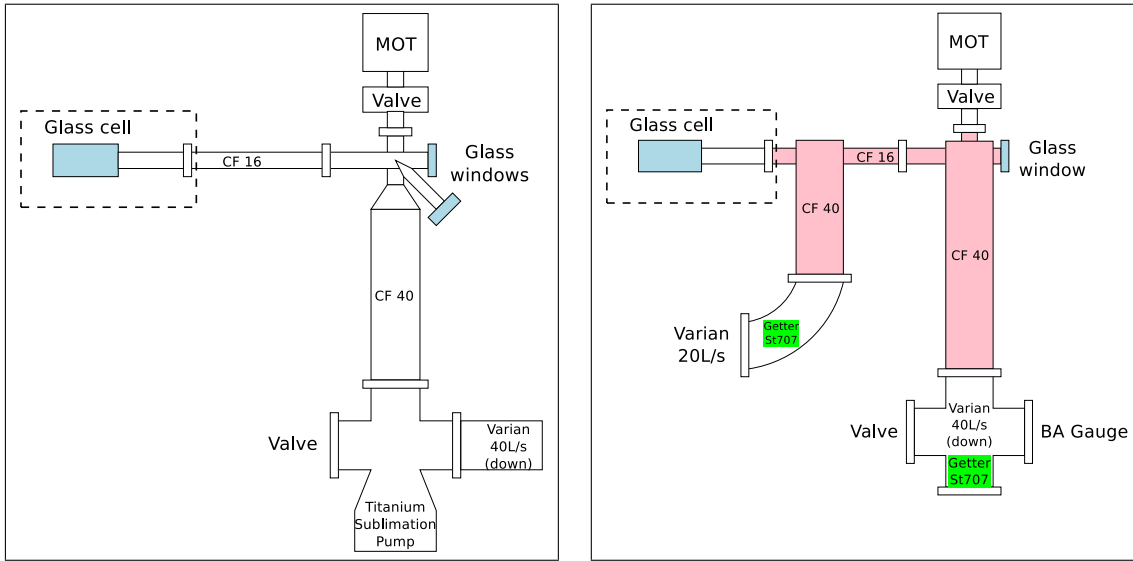 MOT
Valve
Glass cell
CF 16
Glass
windows
CF 40
Valve
Varian
40L/s
(down)
Titanium
Sublimation
Pump
MOT
Valve
Glass cell
CF 16
Glass
window
CF 40
CF 40
Varian
20L/s
Getter
St707
Valve
Varian
40L/s
(down)
BA Gauge
Getter
St707